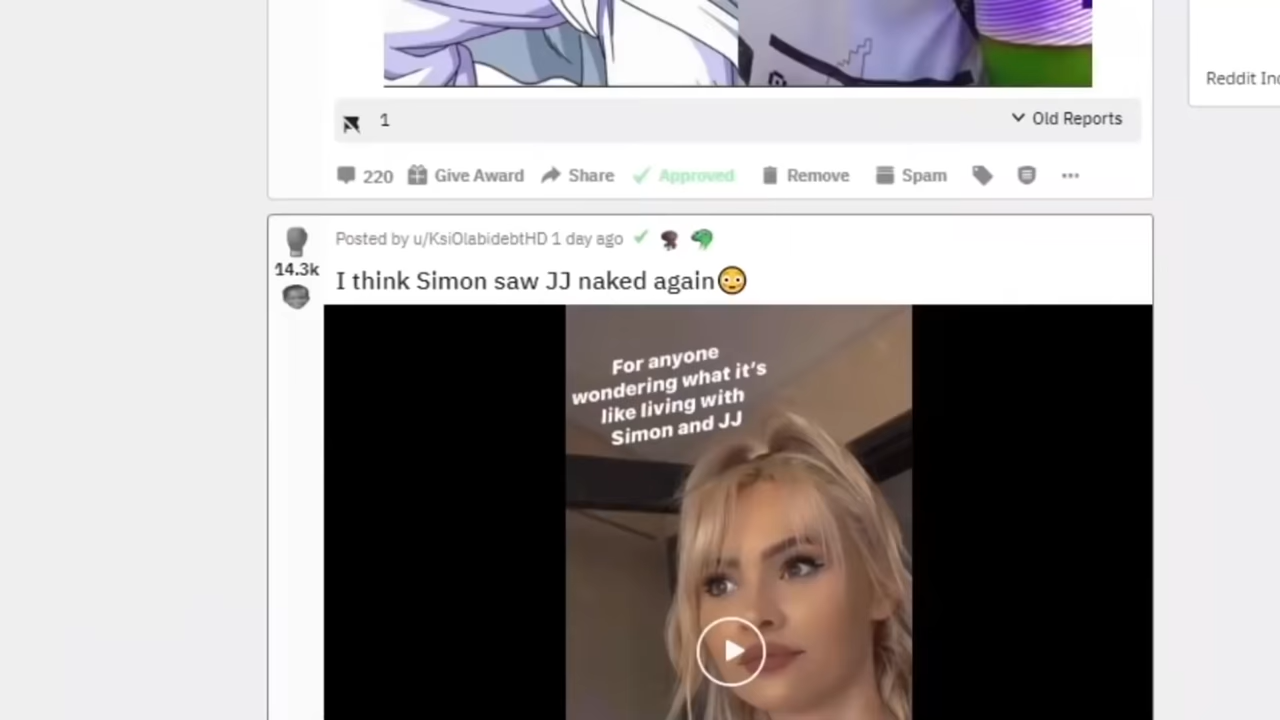 Reddit Inc
1
Old Reports
220 Give Award Share Approved Remove Spam
Posted by u/KsiOlabidebtHD 1 day ago
14.3k
I think Simon saw JJ naked again😳
For anyone
wondering what it's
like living with
Simon and JJ